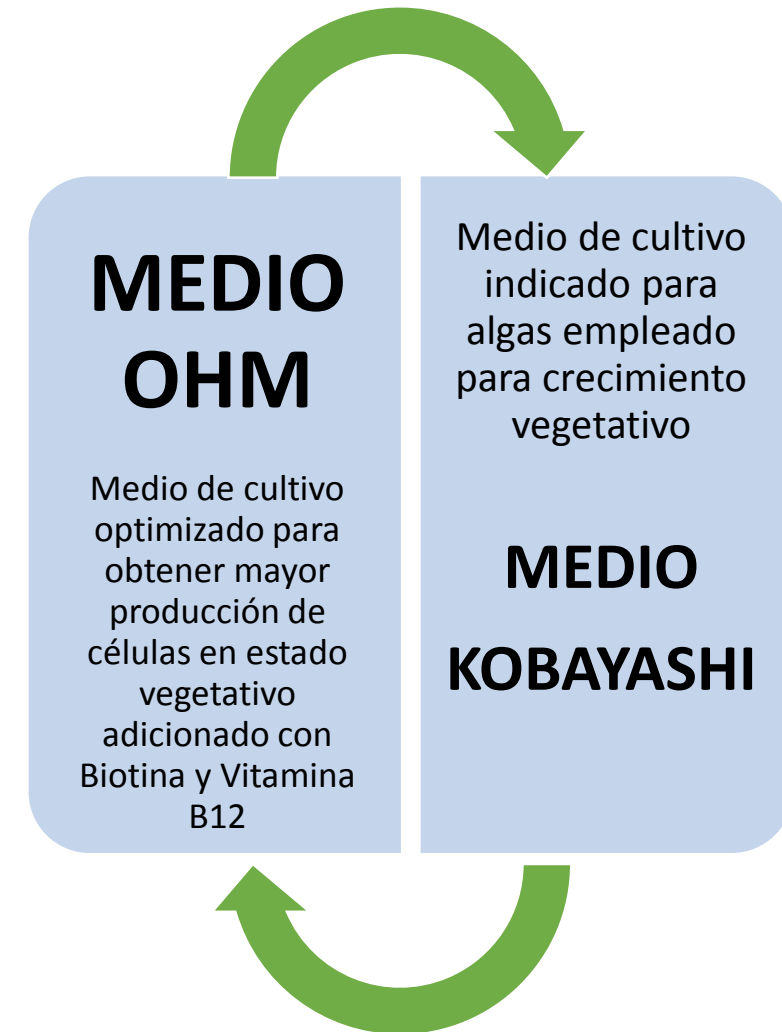 MEDIO
OHM
Medio de cultivo
optimizado para
obtener mayor
producción de
células en estado
vegetativo
adicionado con
Biotina y Vitamina
B12
Medio de cultivo
indicado para
algas empleado
para crecimiento
vegetativo
MEDIO
KOBAYASHI